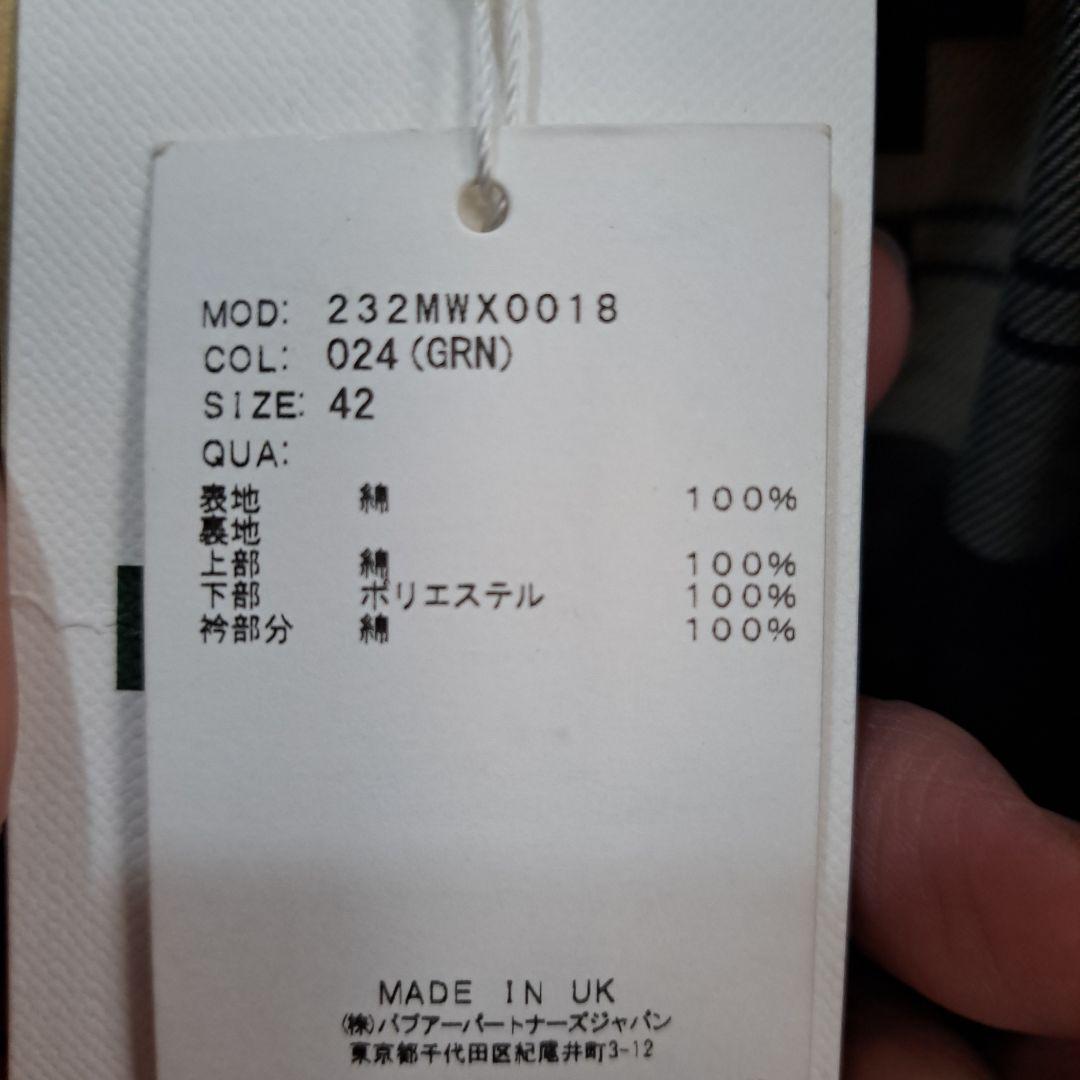 MOD: 232MWX0018
COL: 024(GRN)
SIZE: 42
QUA:
表地 綿 100%
裏地
上部 綿 100%
下部 ポリエステル 100%
衿部分 綿 100%
MADE IN UK
(株)バブアーパートナーズジャパン
東京都千代田区紀尾井町3-12